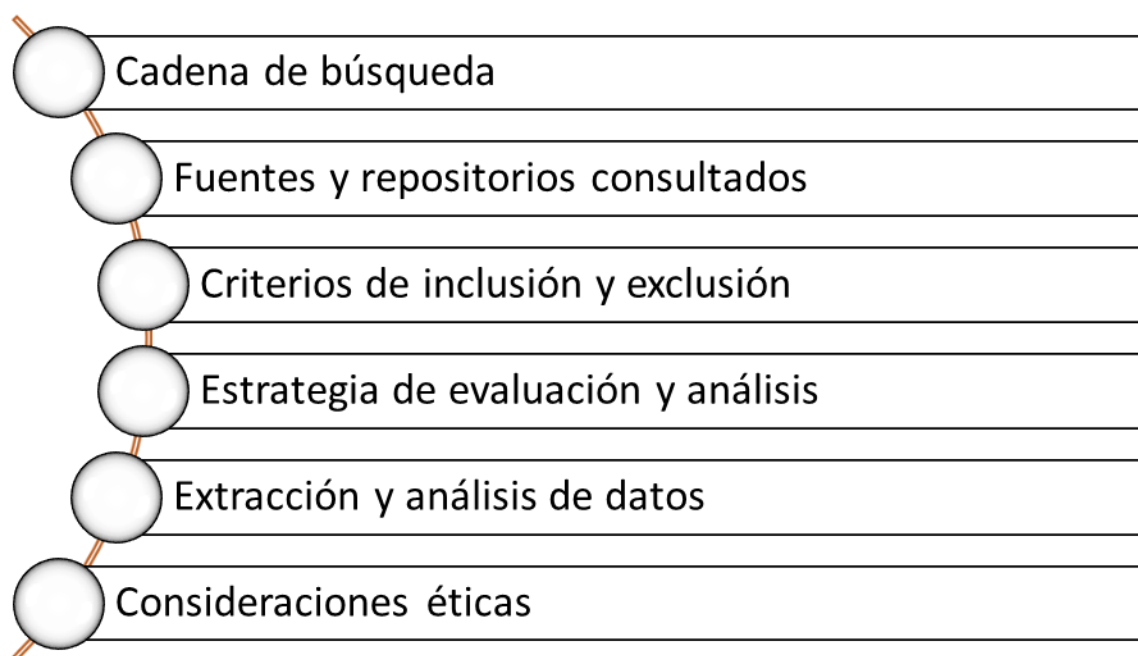 Cadena de búsqueda
Fuentes y repositorios consultados
Criterios de inclusión y exclusión
Estrategia de evaluación y análisis
Extracción y análisis de datos
Consideraciones éticas